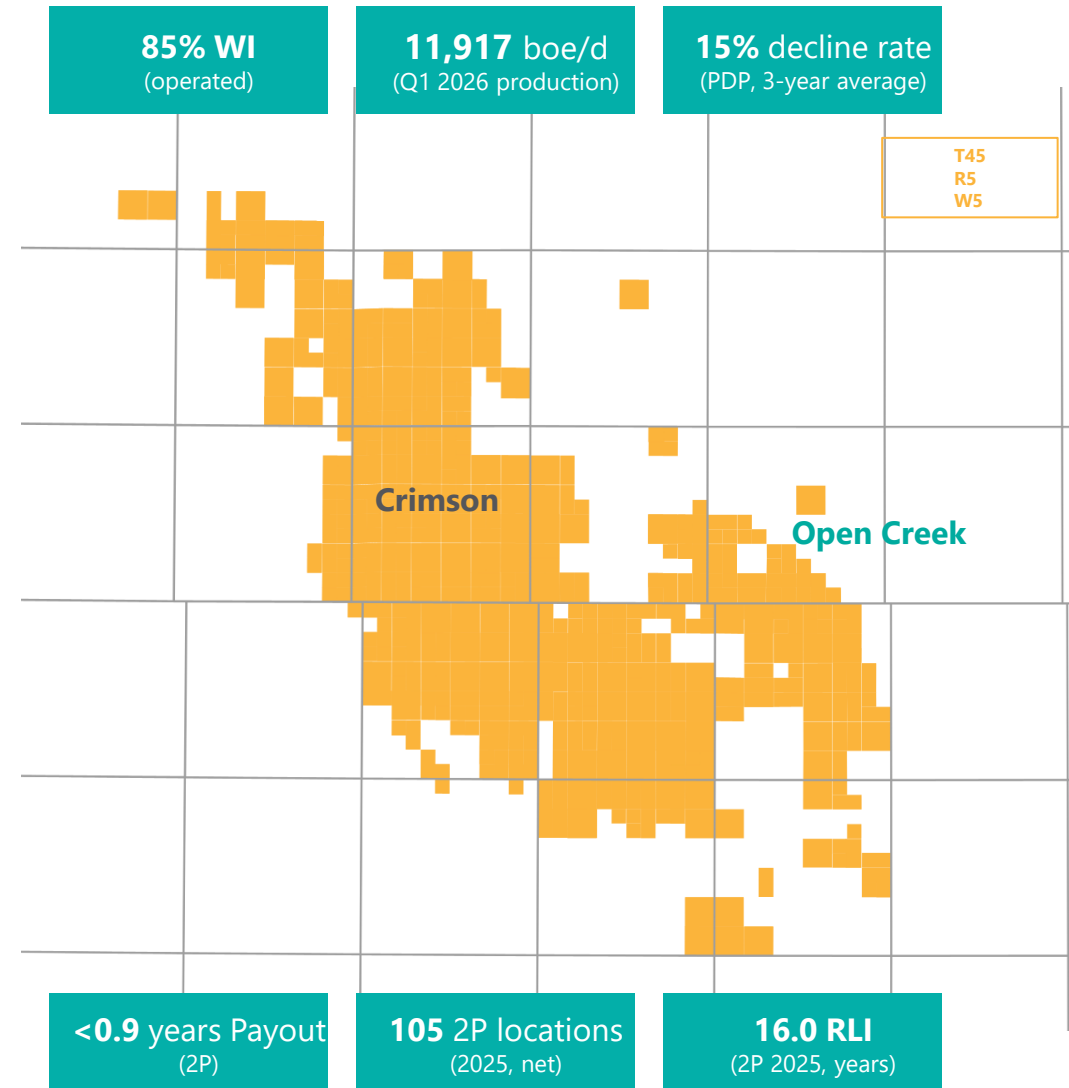 85% WI
(operated)
11,917 boe/d
(Q1 2026 production)
15% decline rate
(PDP, 3-year average)
T45
R5
W5
Crimson
Open Creek
<0.9 years Payout
(2P)
105 2P locations
(2025, net)
16.0 RLI
(2P 2025, years)